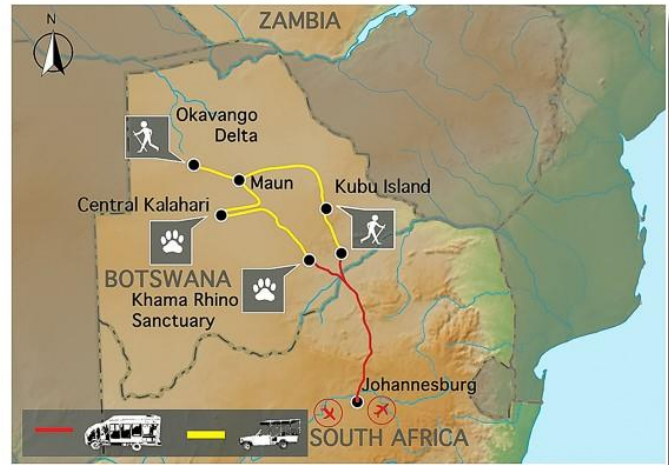 N
ZAMBIA
Okavango
Delta
Maun
Kubu Island
Central Kalahari
BOTSWANA
Khama Rhino
Sanctuary
Johannesburg
SOUTH AFRICA